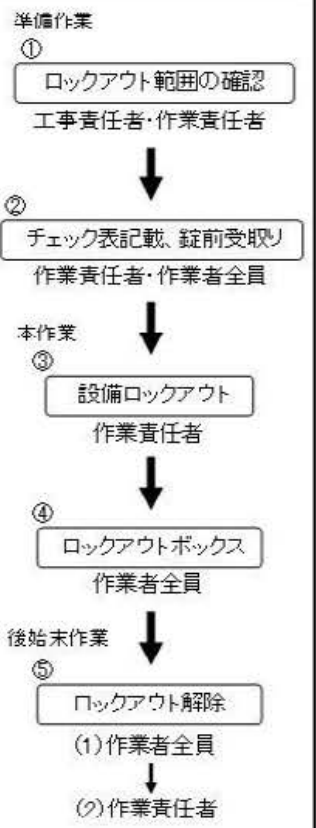 準備作業
①
ロックアウト範囲の確認
工事責任者・作業責任者
②
チェック表記載、錠前受取り
作業責任者・作業者全員
本作業
③
設備ロックアウト
作業責任者
④
ロックアウトボックス
作業者全員
後始末作業
⑤
ロックアウト解除
(1)作業者全員
(2)作業責任者